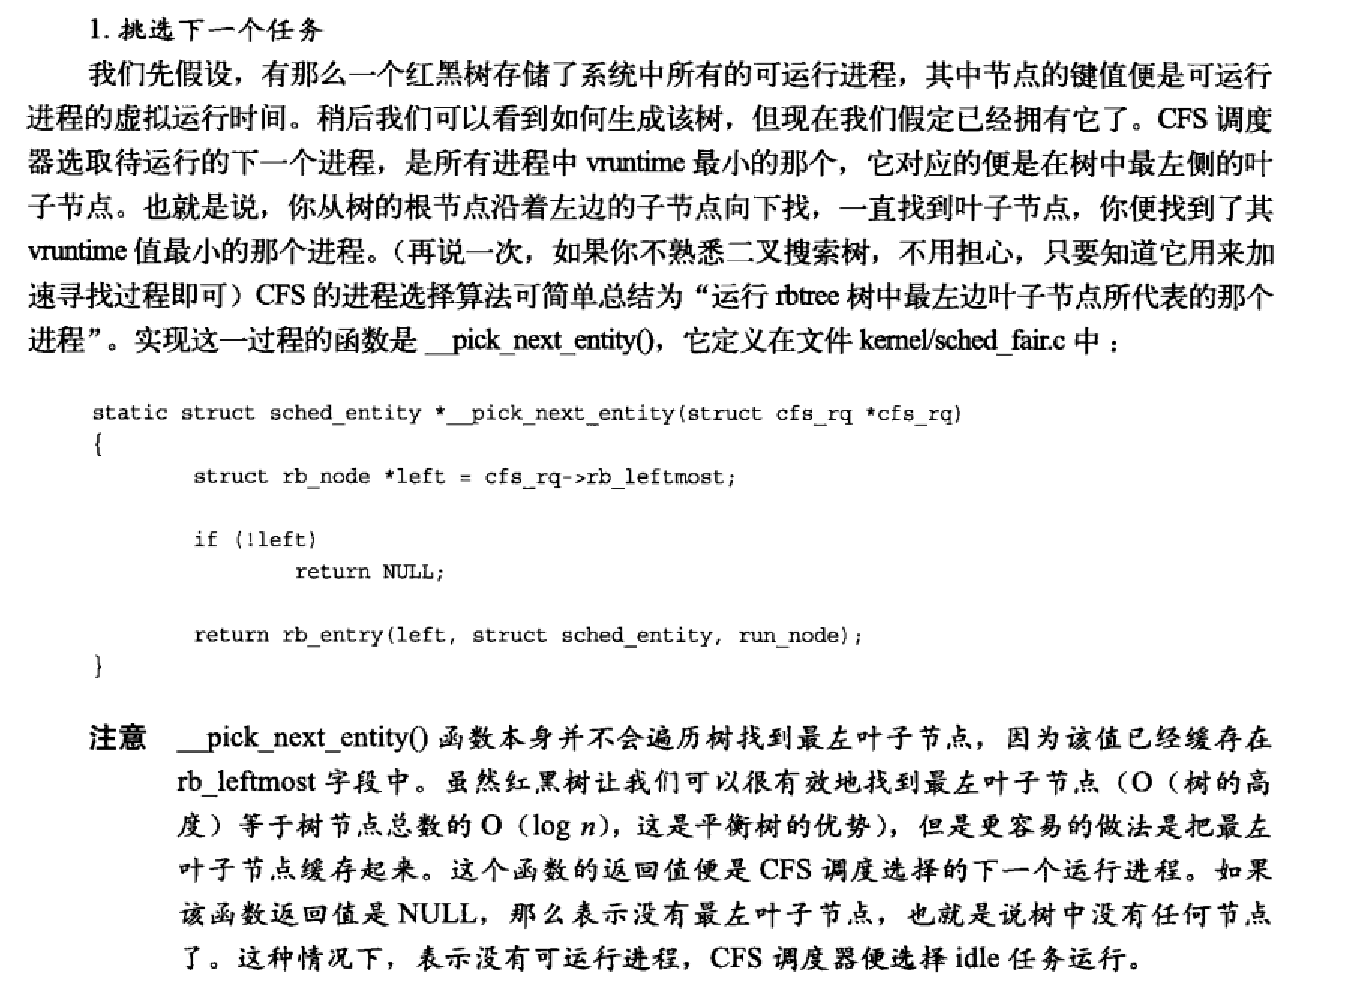 1. 挑选下一个任务
我们先假设，有那么一个红黑树存储了系统中所有的可运行进程，其中节点的键值便是可运行
进程的虚拟运行时间。稍后我们可以看到如何生成该树，但现在我们假定已经拥有它了。CFS 调度
器选取待运行的下一个进程，是所有进程中 vruntime 最小的那个，它对应的便是在树中最左侧的叶
子节点。也就是说，你从树的根节点沿着左边的子节点向下找，一直找到叶子节点，你便找到了其
vruntime 值最小的那个进程。（再说一次，如果你不熟悉二叉搜索树，不用担心，只要知道它用来加
速寻找过程即可）CFS 的进程选择算法可简单总结为“运行 rbtree 树中最左边叶子节点所代表的那个
进程”。实现这一过程的函数是 __pick_next_entity()，它定义在文件 kernel/sched_fair.c 中：
static struct sched_entity *__pick_next_entity(struct cfs_rq *cfs_rq)
{
struct rb_node *left = cfs_rq->rb_leftmost;
if (!left)
return NULL;
return rb_entry(left, struct sched_entity, run_node);
}
注意 __pick_next_entity() 函数本身并不会遍历树找到最左叶子节点，因为该值已经缓存在
rb_leftmost 字段中。虽然红黑树让我们可以很有效地找到最左叶子节点（O（树的高
度）等于树节点总数的 O（log n），这是平衡树的优势），但是更容易的做法是把最左
叶子节点缓存起来。这个函数的返回值便是 CFS 调度选择的下一个运行进程。如果
该函数返回值是 NULL，那么表示没有最左叶子节点，也就是说树中没有任何节点
了。这种情况下，表示没有可运行进程，CFS 调度器便选择 idle 任务运行。